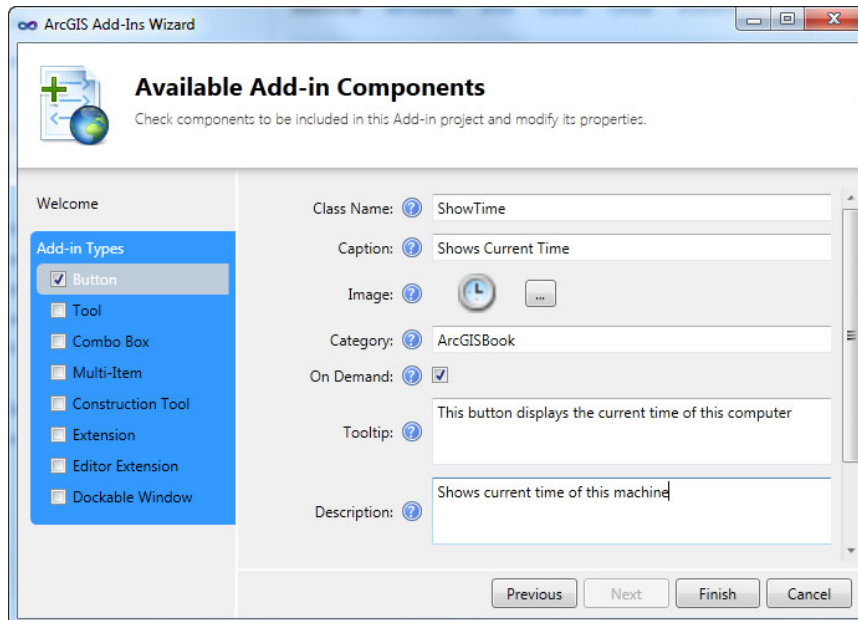 ArcGIS Add-Ins Wizard
Available Add-in Components
Check components to be included in this Add-in project and modify its properties.
Welcome
Add-in Types
Button
Tool
Combo Box
Multi-Item
Construction Tool
Extension
Editor Extension
Dockable Window
Class Name: ShowTime
Caption: Shows Current Time
Image: ...
Category: ArcGISBook
On Demand:
Tooltip: This button displays the current time of this computer
Description: Shows current time of this machine
Previous Next Finish Cancel